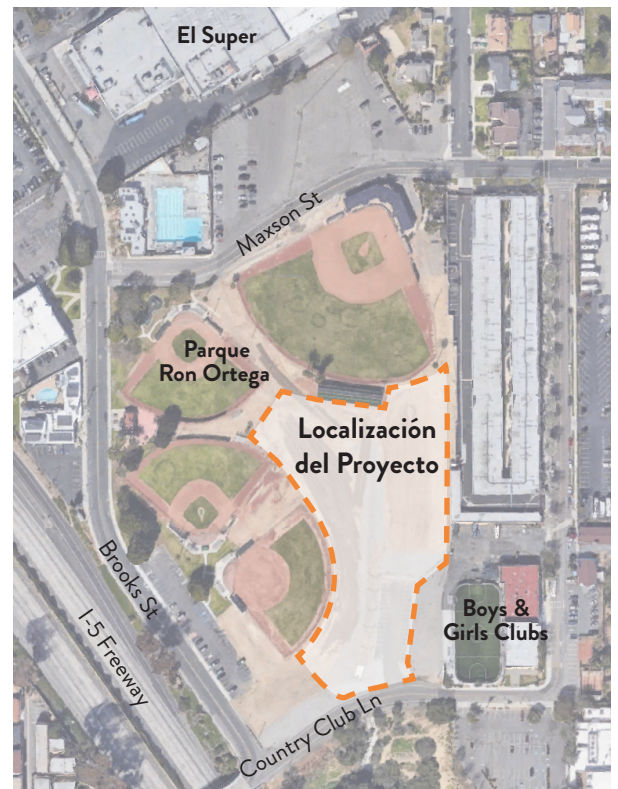 El Super
Maxson St
Parque
Ron Ortega
Localización
del Proyecto
Brooks St
I-5 Freeway
Boys &
Girls Clubs
Country Club Ln